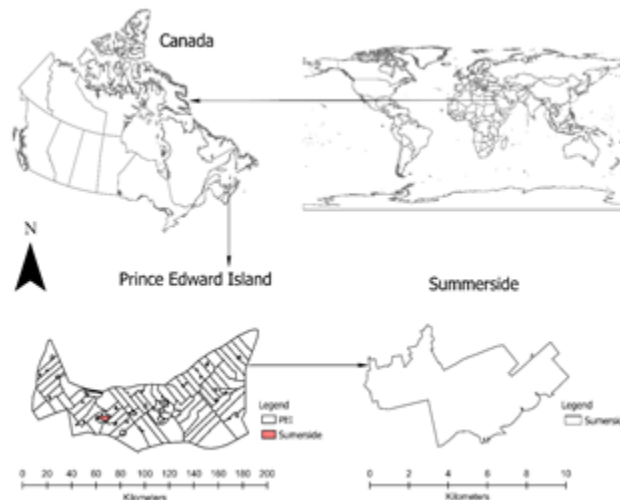 Canada
N
Prince Edward Island
Summerside
Legend
PEI
Sumerside
0 20 40 60 80 100 120 140 160 180 200
Kilometers
Legend
Sumersid
0 2 4 6 8 10
Kilometers